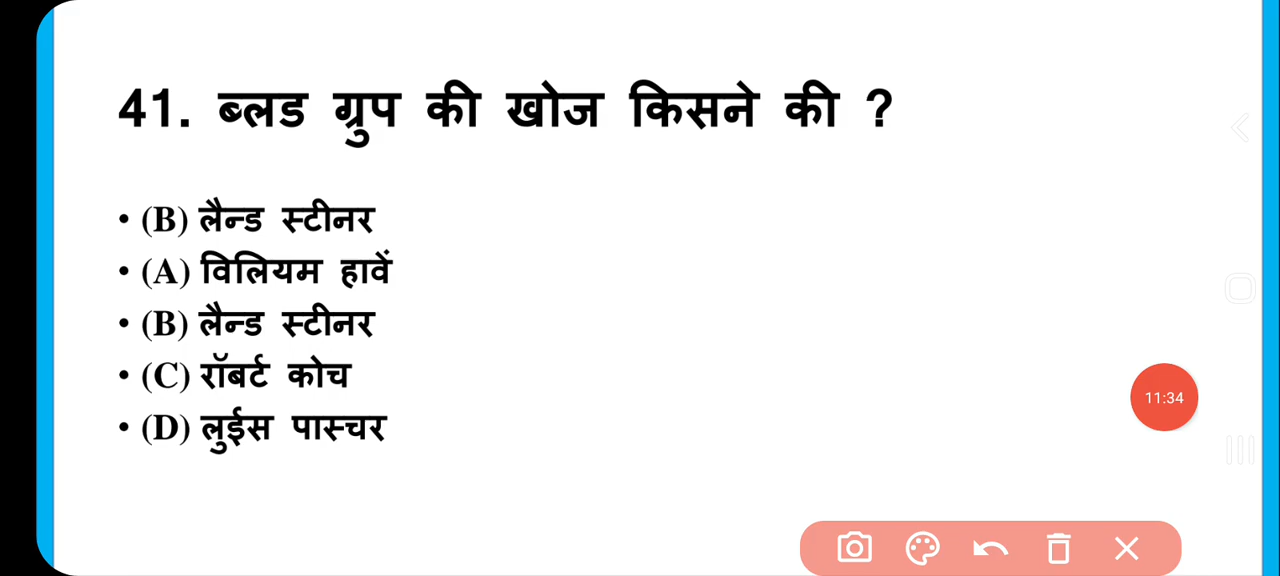 41. ब्लड ग्रुप की खोज किसने की ?
• (B) लैन्ड स्टीनर
• (A) विलियम हावें
• (B) लैन्ड स्टीनर
• (C) रॉबर्ट कोच
• (D) लुईस पास्चर
11:34